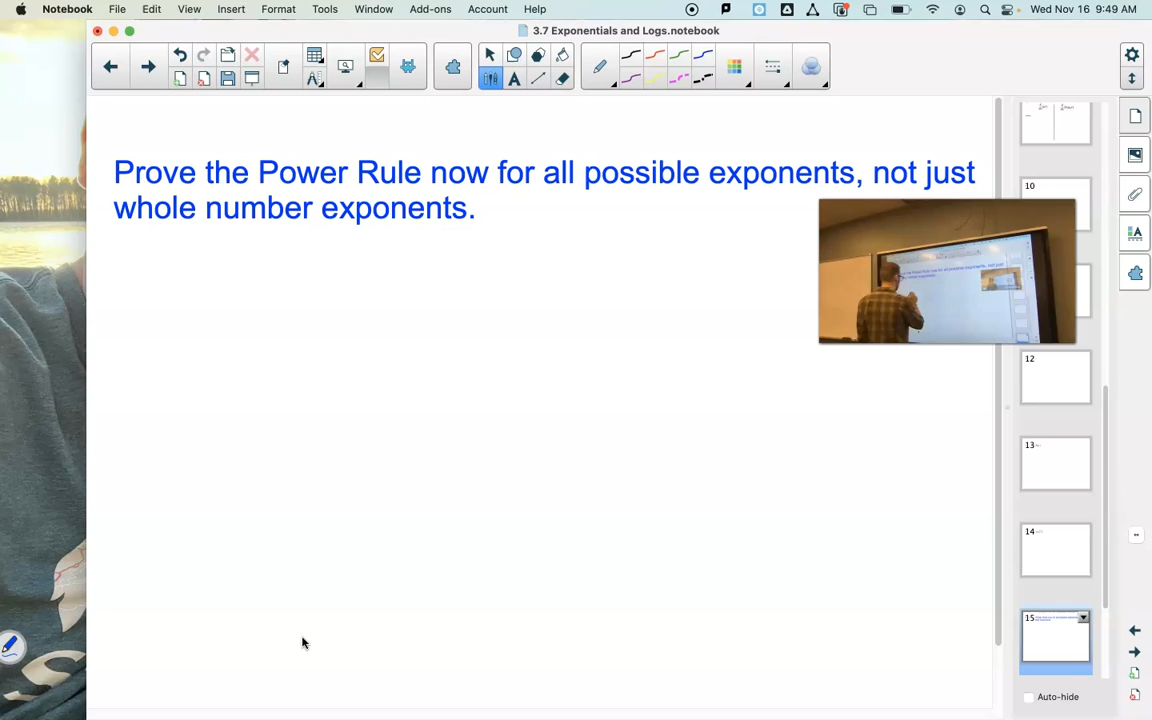 Notebook File Edit View Insert Format Tools Window Add-ons Account Help Wed Nov 16 9:49 AM
3.7 Exponentials and Logs.notebook
Prove the Power Rule now for all possible exponents, not just
whole number exponents.
10
12
13
14
15
Auto-hide